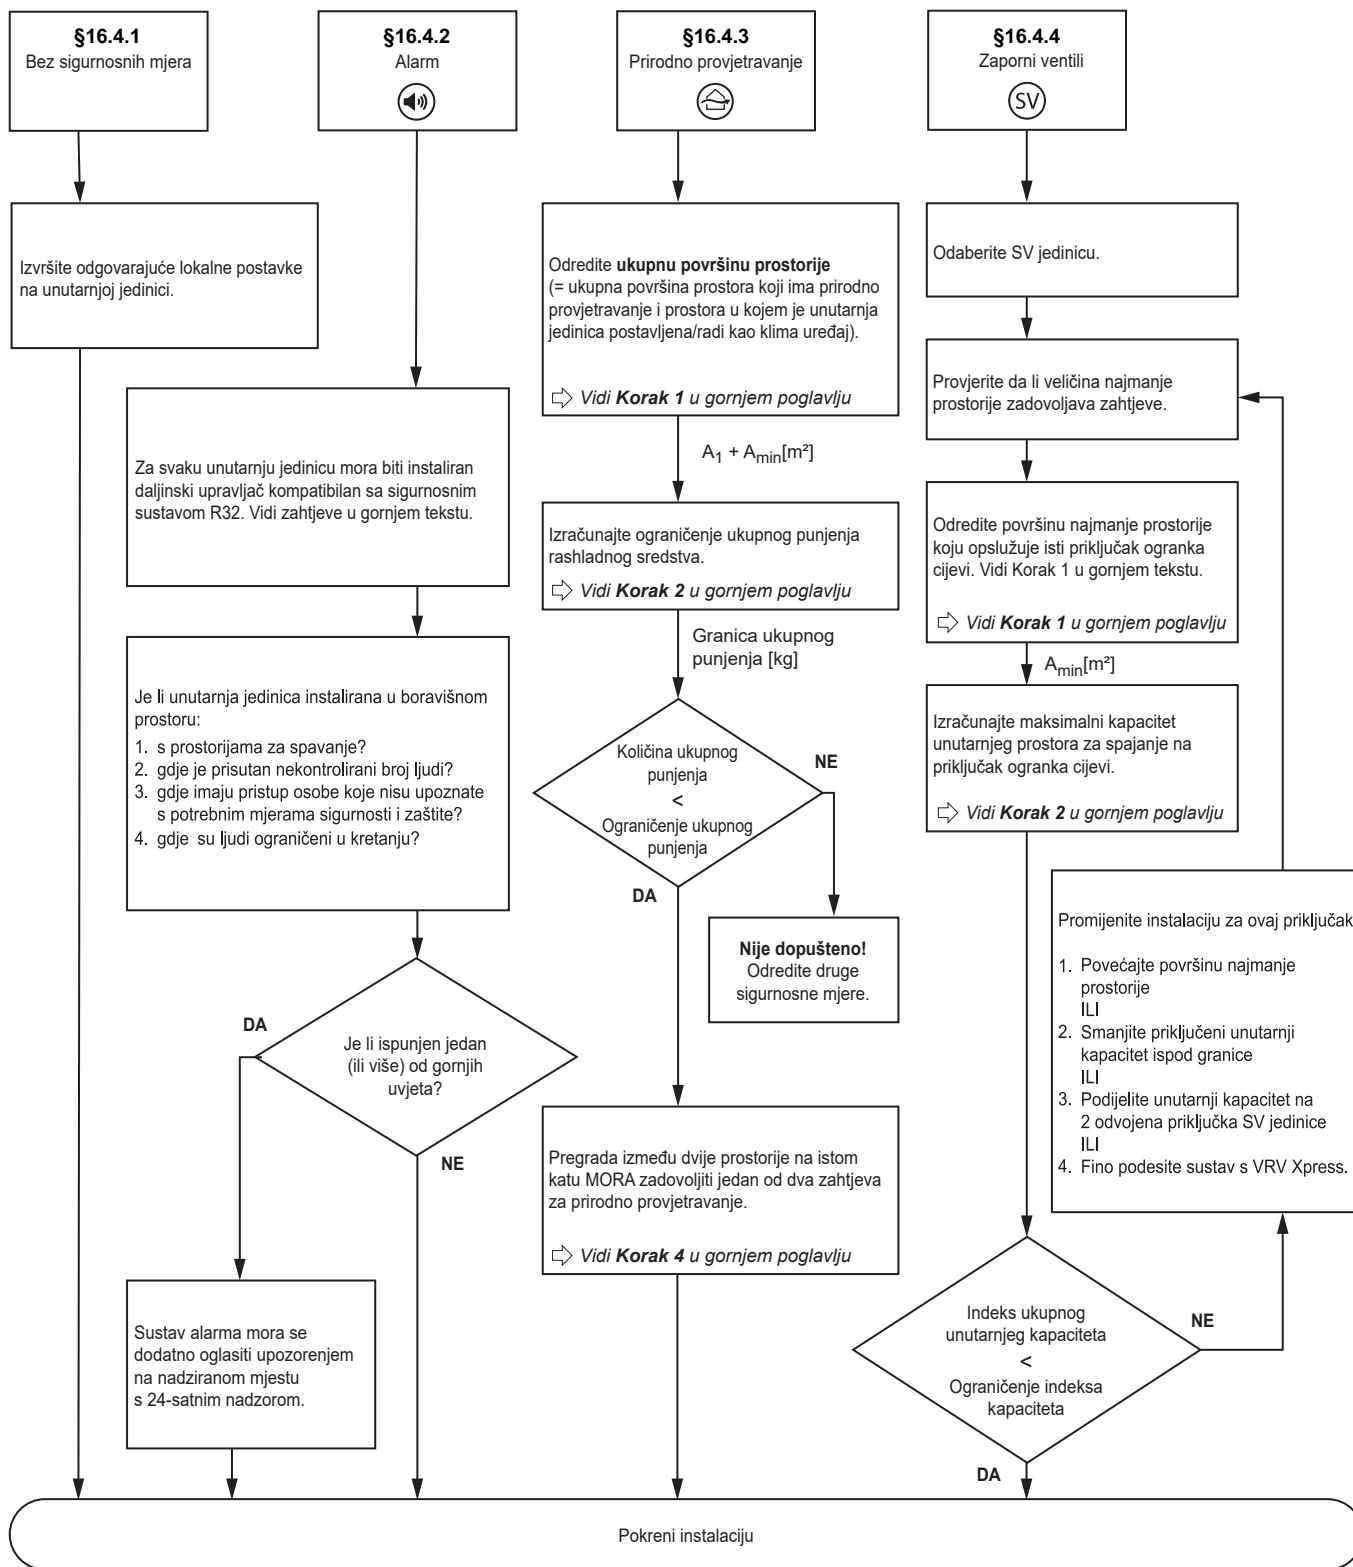 §16.4.1
Bez sigurnosnih mjera
Izvršite odgovarajuće lokalne postavke
na unutarnjoj jedinici.
§16.4.2
Alarm
Za svaku unutarnju jedinicu mora biti instaliran
daljinski upravljač kompatibilan sa sigurnosnim
sustavom R32. Vidi zahtjeve u gornjem tekstu.
Je li unutarnja jedinica instalirana u boravišnom
prostoru:
1. s prostorijama za spavanje?
2. gdje je prisutan nekontrolirani broj ljudi?
3. gdje imaju pristup osobe koje nisu upoznate
s potrebnim mjerama sigurnosti i zaštite?
4. gdje su ljudi ograničeni u kretanju?
DA
Je li ispunjen jedan
(ili više) od gornjih
uvjeta?
NE
Sustav alarma mora se
dodatno oglasiti upozorenjem
na nadziranom mjestu
s 24-satnim nadzorom.
§16.4.3
Prirodno provjetravanje
Odredite ukupnu površinu prostorije
(= ukupna površina prostora koji ima prirodno
provjetravanje i prostora u kojem je unutarnja
jedinica postavljena/radi kao klima uređaj).
⇨ Vidi Korak 1 u gornjem poglavlju
A1 + Amin[m²]
Izračunajte ograničenje ukupnog punjenja
rashladnog sredstva.
⇨ Vidi Korak 2 u gornjem poglavlju
Granica ukupnog
punjenja [kg]
Količina ukupnog
punjenja
<
Ograničenje ukupnog
punjenja
NE
DA
Nije dopušteno!
Odredite druge
sigurnosne mjere.
Pregrada između dvije prostorije na istom
katu MORA zadovoljiti jedan od dva zahtjeva
za prirodno provjetravanje.
⇨ Vidi Korak 4 u gornjem poglavlju
§16.4.4
Zaporni ventili
SV
Odaberite SV jedinicu.
Provjerite da li veličina najmanje
prostorije zadovoljava zahtjeve.
Odredite površinu najmanje prostorije
koju opslužuje isti priključak ogranka
cijevi. Vidi Korak 1 u gornjem tekstu.
⇨ Vidi Korak 1 u gornjem poglavlju
Amin[m²]
Izračunajte maksimalni kapacitet
unutarnjeg prostora za spajanje na
priključak ogranka cijevi.
⇨ Vidi Korak 2 u gornjem poglavlju
Promijenite instalaciju za ovaj priključak
1. Povećajte površinu najmanje
prostorije
ILI
2. Smanjite priključeni unutarnji
kapacitet ispod granice
ILI
3. Podijelite unutarnji kapacitet na
2 odvojena priključka SV jedinice
ILI
4. Fino podesite sustav s VRV Xpress.
Indeks ukupnog
unutarnjeg kapaciteta
<
Ograničenje indeksa
kapaciteta
NE
DA
Pokreni instalaciju